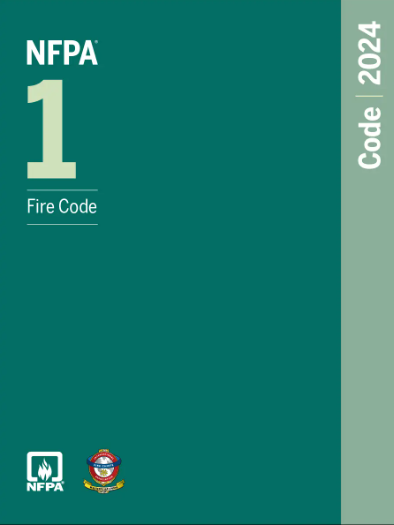 NFPA®
1
Fire Code
Code | 2024
NFPA®